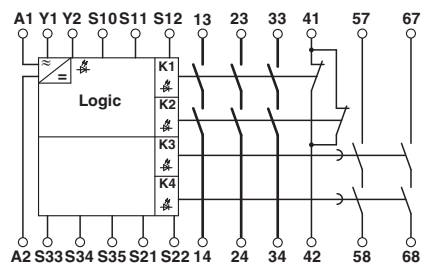 A1 Y1 Y2 S10 S11 S12 13 23 33 41 57 67
≈
=
K1
Logic
K2
K3
K4
A2 S33 S34 S35 S21 S22 14 24 34 42 58 68